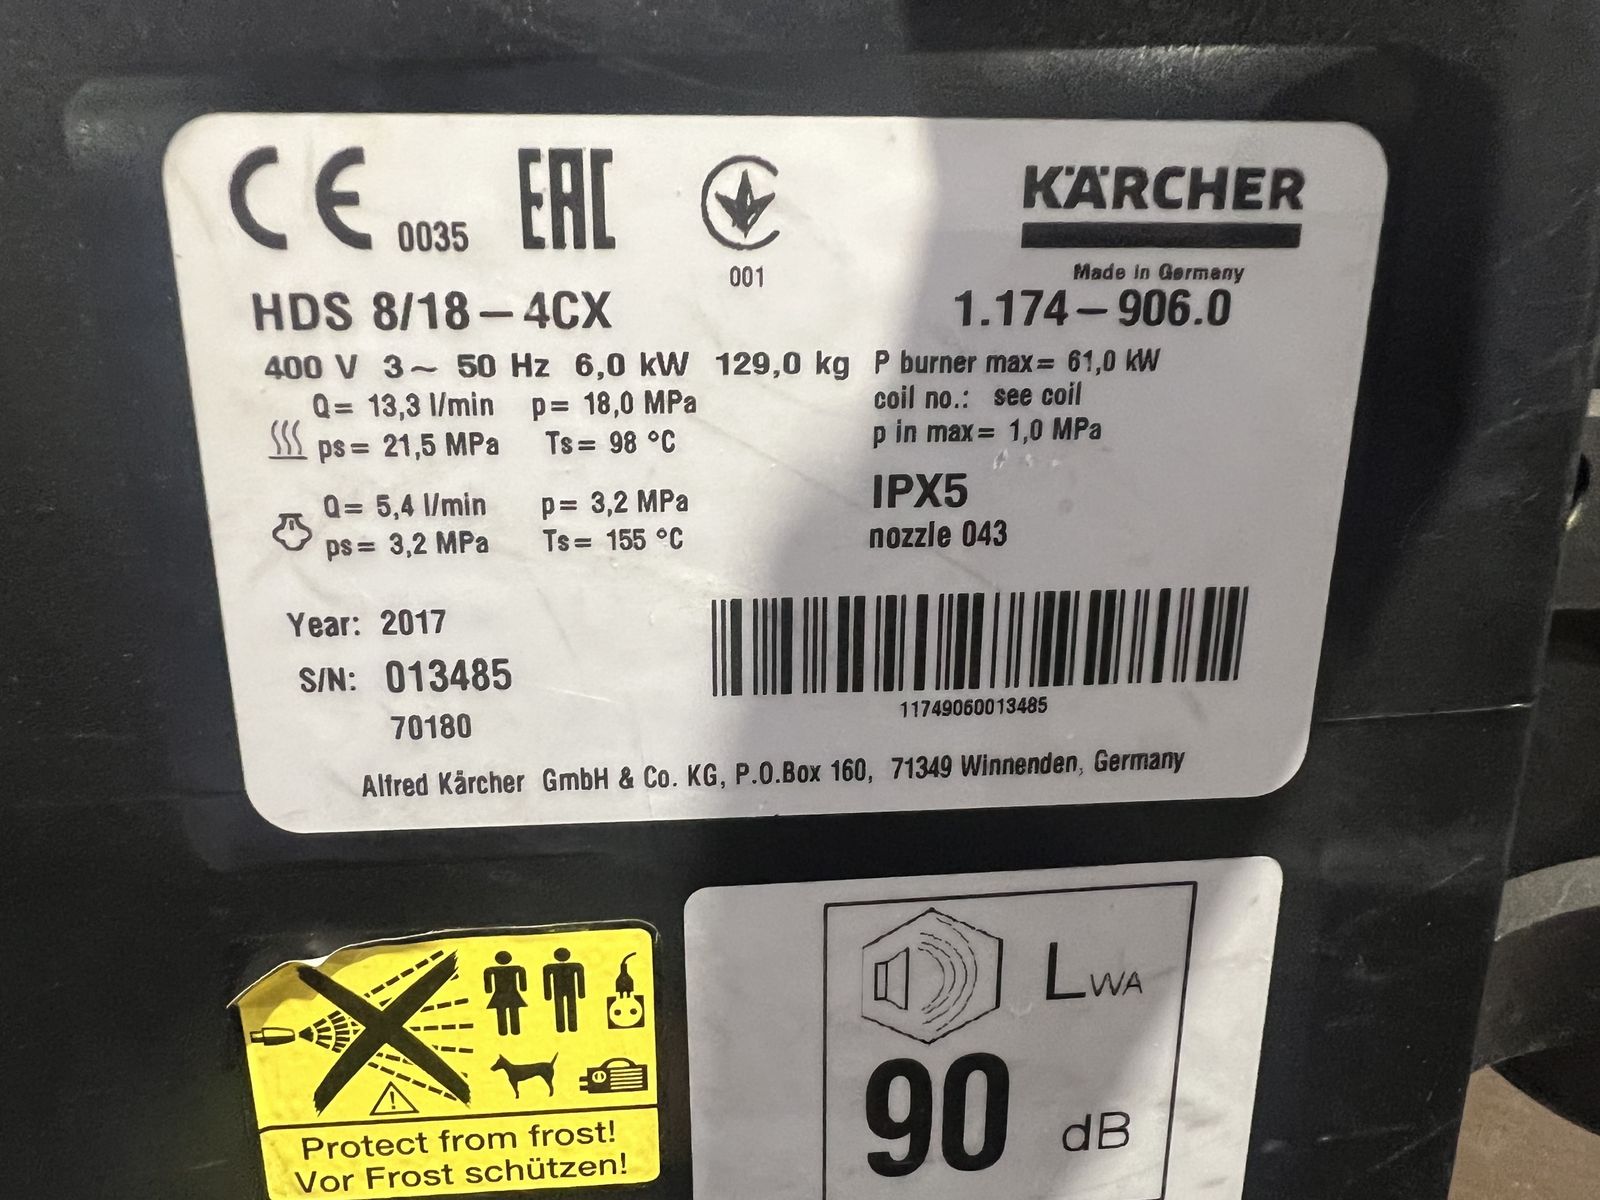 CE 0035 EAC 001 KÄRCHER
Made in Germany
HDS 8/18-4CX 1.174-906.0
400 V 3~ 50 Hz 6,0 kW 129,0 kg P burner max= 61,0 kW
Q= 13,3 l/min p= 18,0 MPa coil no.: see coil
ps= 21,5 MPa Ts= 98 °C p in max= 1,0 MPa
Q= 5,4 l/min p= 3,2 MPa IPX5
ps= 3,2 MPa Ts= 155 °C nozzle 043
Year: 2017
S/N: 013485
70180
11749060013485
Alfred Kärcher GmbH & Co. KG, P.O.Box 160, 71349 Winnenden, Germany
Protect from frost!
Vor Frost schützen!
LWA
90 dB